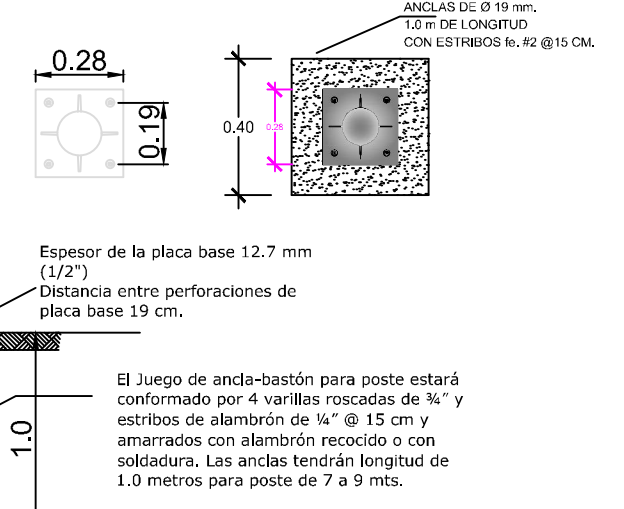 ANCLAS DE Ø 19 mm.
1.0 m DE LONGITUD
CON ESTRIBOS fe. #2 @15 CM.
0.28
0.19
0.40
0.28
Espesor de la placa base 12.7 mm
(1/2")
Distancia entre perforaciones de
placa base 19 cm.
El Juego de ancla-bastón para poste estará
conformado por 4 varillas roscadas de ¾" y
estribos de alambrón de ¼" @ 15 cm y
amarrados con alambrón recocido o con
soldadura. Las anclas tendrán longitud de
1.0 metros para poste de 7 a 9 mts.
1.0